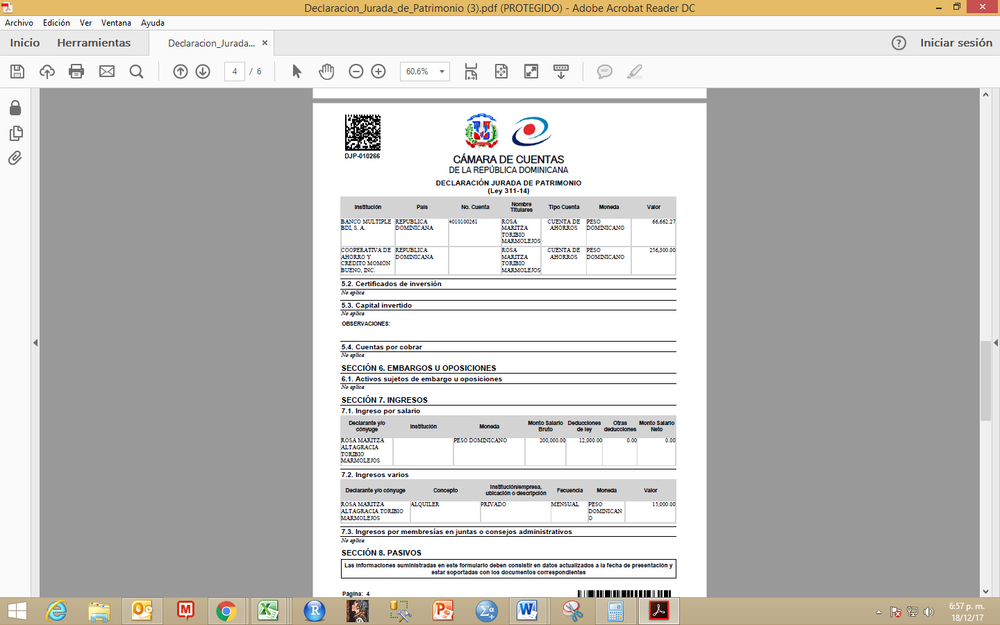 Declaracion_Jurada_de_Patrimonio (3).pdf (PROTEGIDO) - Adobe Acrobat Reader DC
Archivo Edición Ver Ventana Ayuda
Inicio Herramientas Declaracion_Jurada... × ? Iniciar sesión
4 / 6 60.6%
DJP-010266
CÁMARA DE CUENTAS
DE LA REPÚBLICA DOMINICANA
DECLARACIÓN JURADA DE PATRIMONIO
(Ley 311-14)
Institución País No. Cuenta Nombre Titulares Tipo Cuenta Moneda Valor
BANCO MULTIPLE REPUBLICA 4010100261 ROSA CUENTA DE PESO 66,662.27
BDI, S. A. DOMINICANA MARITZA AHORROS DOMINICANO
TORIBIO
MARMOLEJOS
COOPERATIVA DE REPUBLICA ROSA CUENTA DE PESO 256,300.00
AHORRO Y DOMINICANA MARITZA AHORROS DOMINICANO
CRÉDITO MOMÓN TORIBIO
BUENO, INC. MARMOLEJOS
5.2. Certificados de inversión
No aplica
5.3. Capital invertido
No aplica
OBSERVACIONES:
5.4. Cuentas por cobrar
No aplica
SECCIÓN 6. EMBARGOS U OPOSICIONES
6.1. Activos sujetos de embargo u oposiciones
No aplica
SECCIÓN 7. INGRESOS
7.1. Ingreso por salario
Declarante y/o cónyuge Institución Moneda Monto Salario Bruto Deducciones de ley Otras deducciones Monto Salario Neto
ROSA MARITZA PESO DOMINICANO 200,000.00 12,000.00 0.00 0.00
ALTAGRACIA
TORIBIO
MARMOLEJOS
7.2. Ingresos varios
Declarante y/o cónyuge Concepto Institución/empresa, ubicación o descripción Fecuencia Moneda Valor
ROSA MARITZA ALQUILER PRIVADO MENSUAL PESO 15,000.00
ALTAGRACIA TORIBIO DOMINICAN
MARMOLEJOS O
7.3. Ingresos por membresías en juntas o consejos administrativos
No aplica
SECCIÓN 8. PASIVOS
Las informaciones suministradas en este formulario deben consistir en datos actualizados a la fecha de presentación y
estar soportadas con los documentos correspondientes
Página: 4
6:57 p. m.
18/12/17